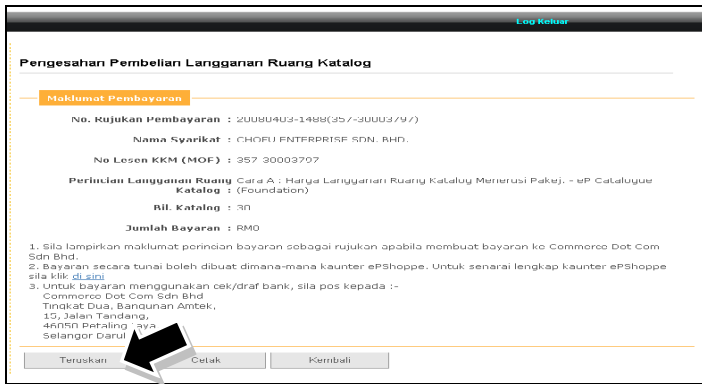 Log Keluar
Pengesahan Pembelian Langganan Ruang Katalog
Maklumat Pembayaran
No. Rujukan Pembayaran : 20080403-1488(357-30003797)
Nama Syarikat : CHOFU ENTERPRISE SDN. BHD.
No Lesen KKM (MOF) : 357-30003797
Perincian Langganan Ruang Cara A : Harga Langganan Ruang Katalog Menerusi Pakej. - eP Catalogue
Katalog : (Foundation)
Bil. Katalog : 30
Jumlah Bayaran : RM0
1. Sila lampirkan maklumat perincian bayaran sebagai rujukan apabila membuat bayaran ke Commerce Dot Com
Sdn Bhd.
2. Bayaran secara tunai boleh dibuat dimana-mana kaunter ePShoppe. Untuk senarai lengkap kaunter ePShoppe
sila klik di sini
3. Untuk bayaran menggunakan cek/draf bank, sila pos kepada :-
Commerce Dot Com Sdn Bhd
Tingkat Dua, Bangunan Amtek,
15, Jalan Tandang,
46050 Petaling Jaya
Selangor Darul
Teruskan Cetak Kembali